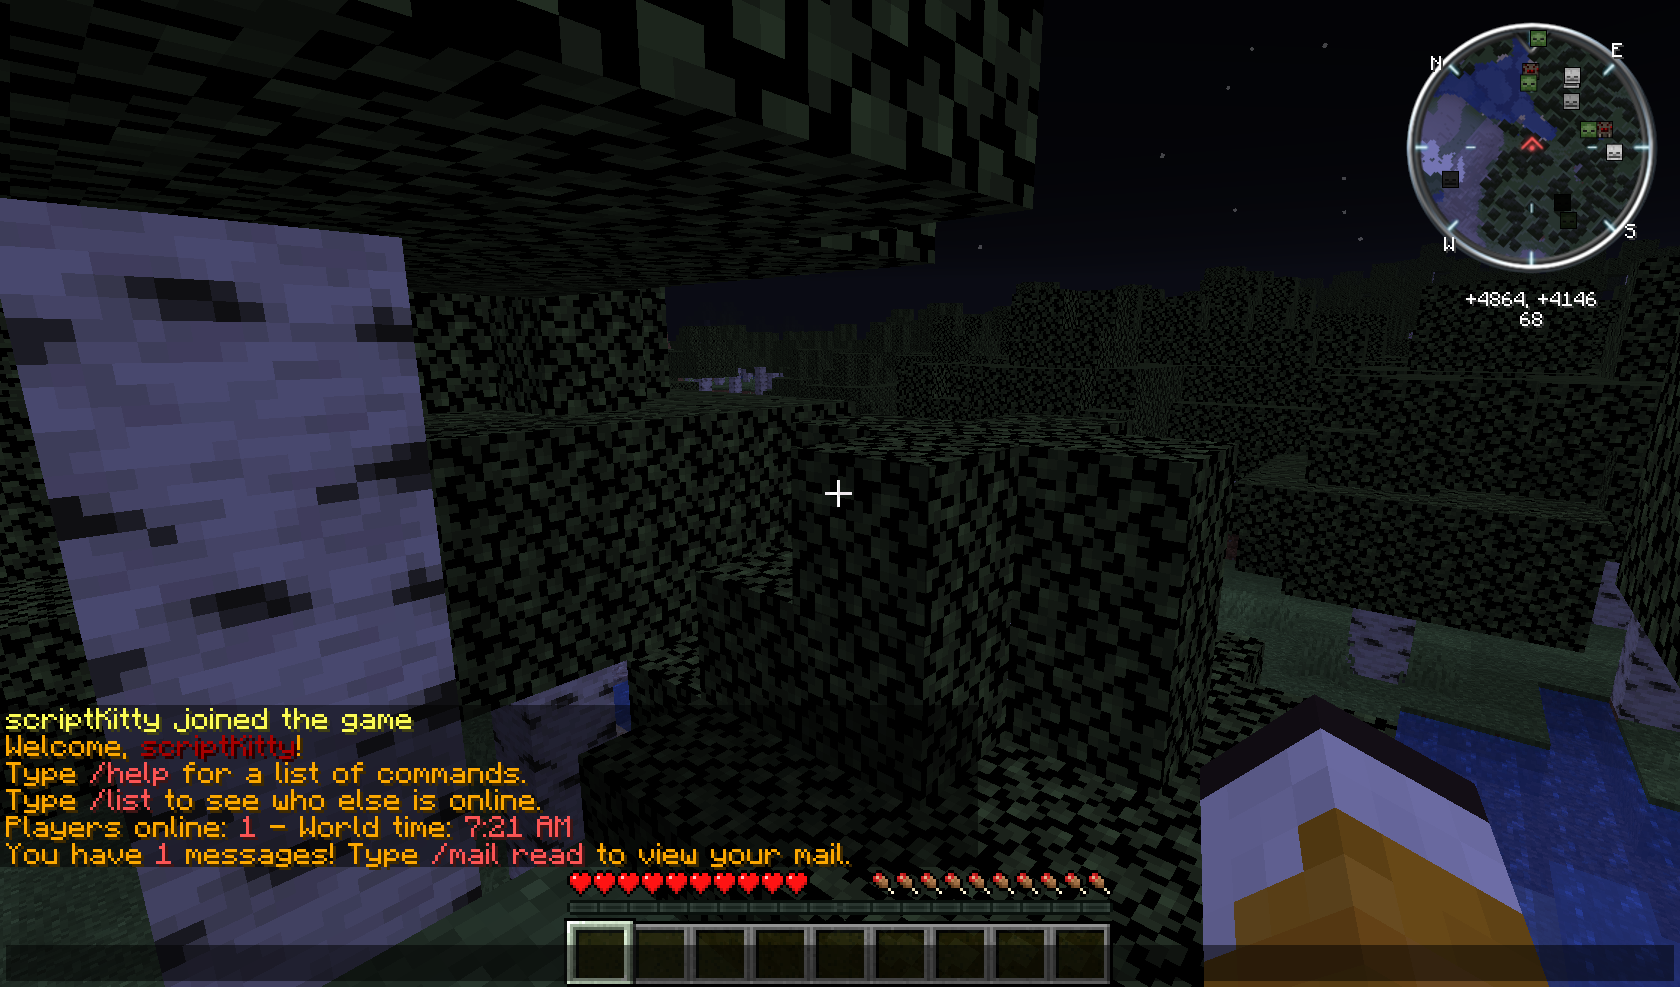 N
E
W
S
+4864, +4146
68
scriptKitty joined the game
Welcome, scriptKitty!
Type /help for a list of commands.
Type /list to see who else is online.
Players online: 1 - World time: 7:21 AM
You have 1 messages! Type /mail read to view your mail.